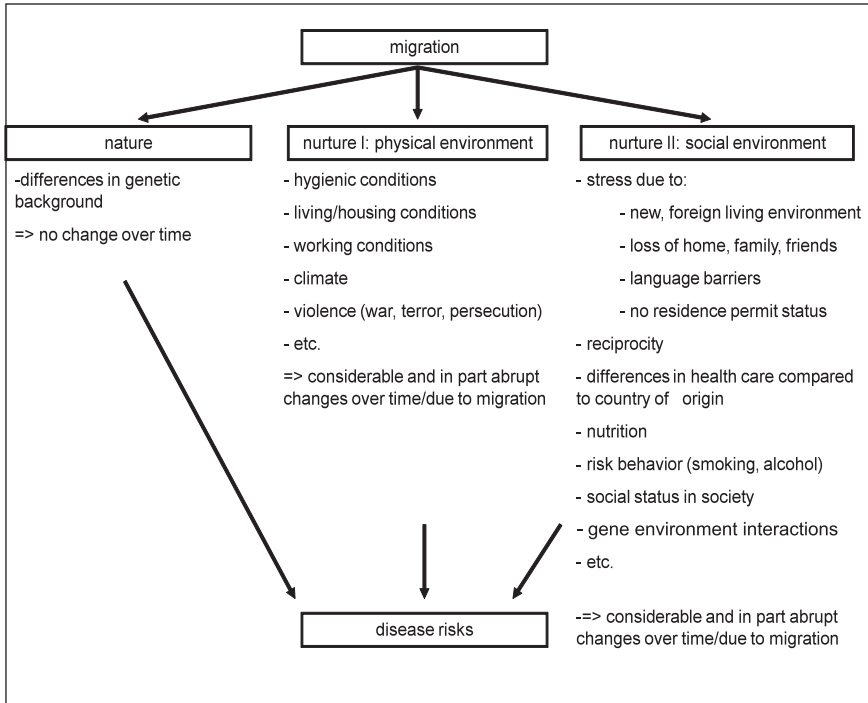 migration
nature
-differences in genetic
background
=> no change over time
nurture I: physical environment
- hygienic conditions
- living/housing conditions
- working conditions
- climate
- violence (war, terror, persecution)
- etc.
=> considerable and in part abrupt
changes over time/due to migration
nurture II: social environment
- stress due to:
- new, foreign living environment
- loss of home, family, friends
- language barriers
- no residence permit status
- reciprocity
- differences in health care compared
to country of origin
- nutrition
- risk behavior (smoking, alcohol)
- social status in society
- gene environment interactions
- etc.
-=> considerable and in part abrupt
changes over time/due to migration
disease risks